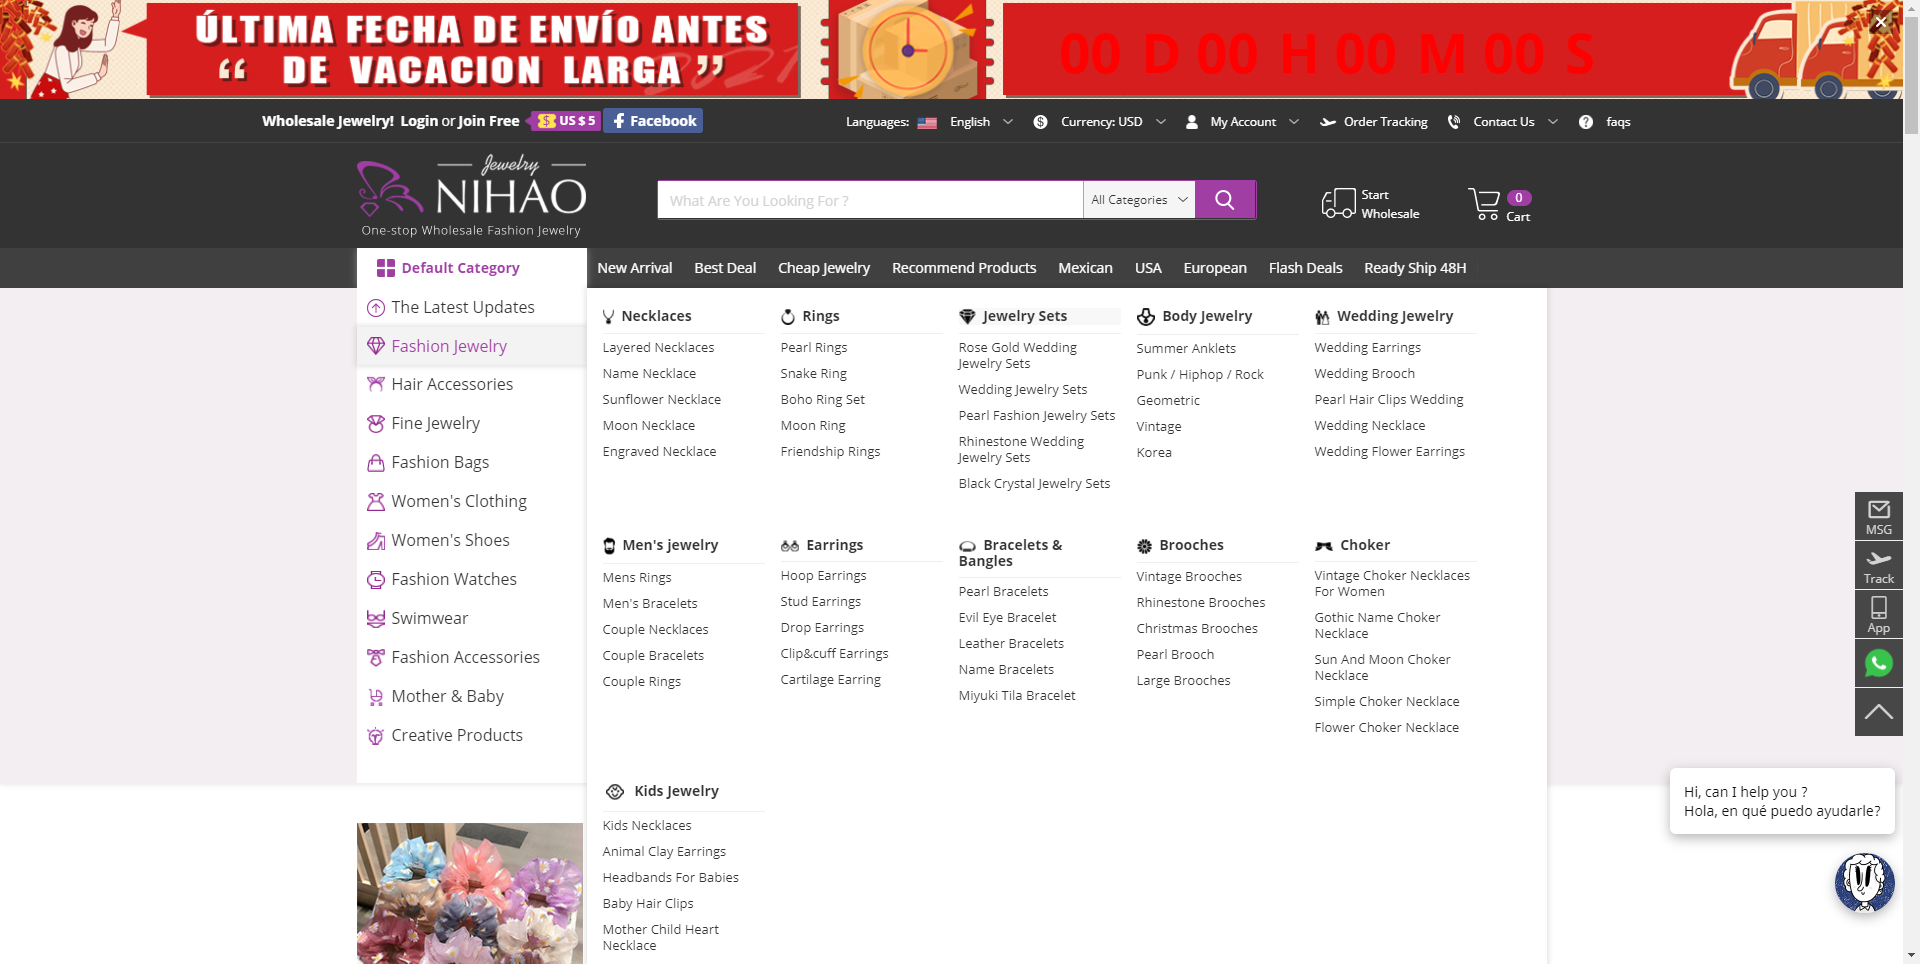 ÚLTIMA FECHA DE ENVÍO ANTES
“ DE VACACION LARGA ”
2021
00 D 00 H 00 M 00 S
Wholesale Jewelry! Login or Join Free
$ US $ 5
Facebook
Languages: English
Currency: USD
My Account
Order Tracking
Contact Us
faqs
Jewelry
NIHAO
One-stop Wholesale Fashion Jewelry
What Are You Looking For ?
All Categories
Start
Wholesale
0
Cart
Default Category
New Arrival
Best Deal
Cheap Jewelry
Recommend Products
Mexican
USA
European
Flash Deals
Ready Ship 48H
The Latest Updates
Fashion Jewelry
Hair Accessories
Fine Jewelry
Fashion Bags
Women's Clothing
Women's Shoes
Fashion Watches
Swimwear
Fashion Accessories
Mother & Baby
Creative Products
Necklaces
Layered Necklaces
Name Necklace
Sunflower Necklace
Moon Necklace
Engraved Necklace
Rings
Pearl Rings
Snake Ring
Boho Ring Set
Moon Ring
Friendship Rings
Jewelry Sets
Rose Gold Wedding
Jewelry Sets
Wedding Jewelry Sets
Pearl Fashion Jewelry Sets
Rhinestone Wedding
Jewelry Sets
Black Crystal Jewelry Sets
Body Jewelry
Summer Anklets
Punk / Hiphop / Rock
Geometric
Vintage
Korea
Wedding Jewelry
Wedding Earrings
Wedding Brooch
Pearl Hair Clips Wedding
Wedding Necklace
Wedding Flower Earrings
Men's jewelry
Mens Rings
Men's Bracelets
Couple Necklaces
Couple Bracelets
Couple Rings
Earrings
Hoop Earrings
Stud Earrings
Drop Earrings
Clip&cuff Earrings
Cartilage Earring
Bracelets &
Bangles
Pearl Bracelets
Evil Eye Bracelet
Leather Bracelets
Name Bracelets
Miyuki Tila Bracelet
Brooches
Vintage Brooches
Rhinestone Brooches
Christmas Brooches
Pearl Brooch
Large Brooches
Choker
Vintage Choker Necklaces
For Women
Gothic Name Choker
Necklace
Sun And Moon Choker
Necklace
Simple Choker Necklace
Flower Choker Necklace
Kids Jewelry
Kids Necklaces
Animal Clay Earrings
Headbands For Babies
Baby Hair Clips
Mother Child Heart
Necklace
MSG
Track
App
Hi, can I help you ?
Hola, en qué puedo ayudarle?